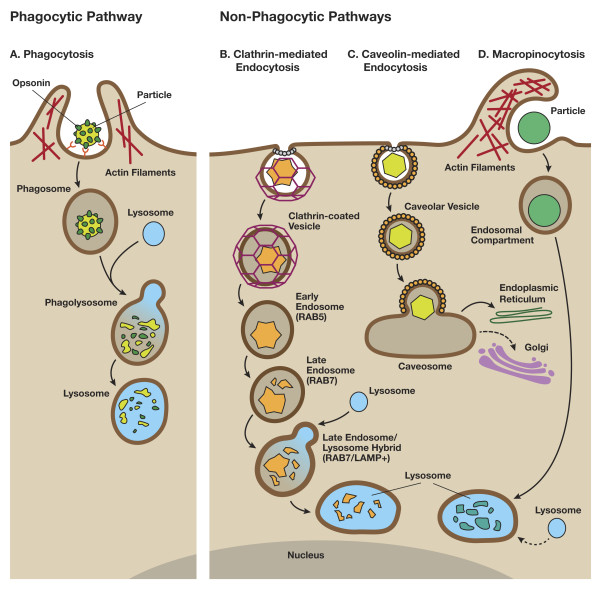 Phagocytic Pathway
Non-Phagocytic Pathways
A. Phagocytosis
B. Clathrin-mediated
Endocytosis
C. Caveolin-mediated
Endocytosis
D. Macropinocytosis
Opsonin
Particle
Actin Filaments
Phagosome
Lysosome
Phagolysosome
Lysosome
Clathrin-coated
Vesicle
Early
Endosome
(RAB5)
Late
Endosome
(RAB7)
Lysosome
Late Endosome/
Lysosome Hybrid
(RAB7/LAMP+)
Caveolar Vesicle
Caveosome
Endoplasmic
Reticulum
Golgi
Particle
Actin Filaments
Endosomal
Compartment
Lysosome
Lysosome
Nucleus